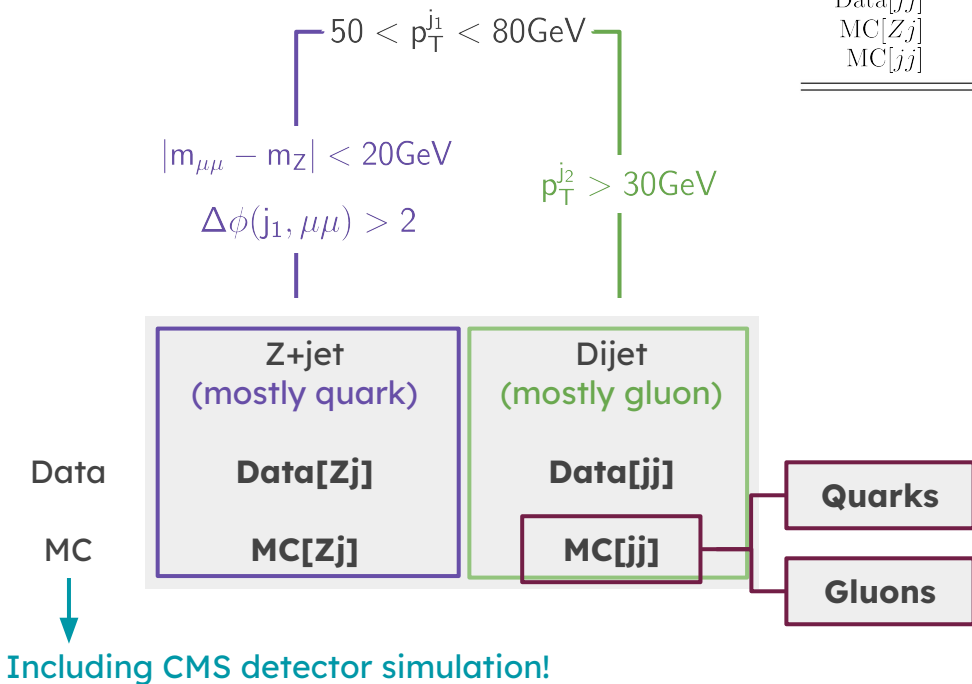 50 < p_T^{j_1} < 80GeV
Data[jj]
MC[Zj]
MC[jj]
|m_{μμ} − m_Z| < 20GeV
Δϕ(j_1, μμ) > 2
p_T^{j_2} > 30GeV
Z+jet
(mostly quark)
Dijet
(mostly gluon)
Data
Data[Zj]
Data[jj]
MC
MC[Zj]
MC[jj]
Quarks
Gluons
Including CMS detector simulation!